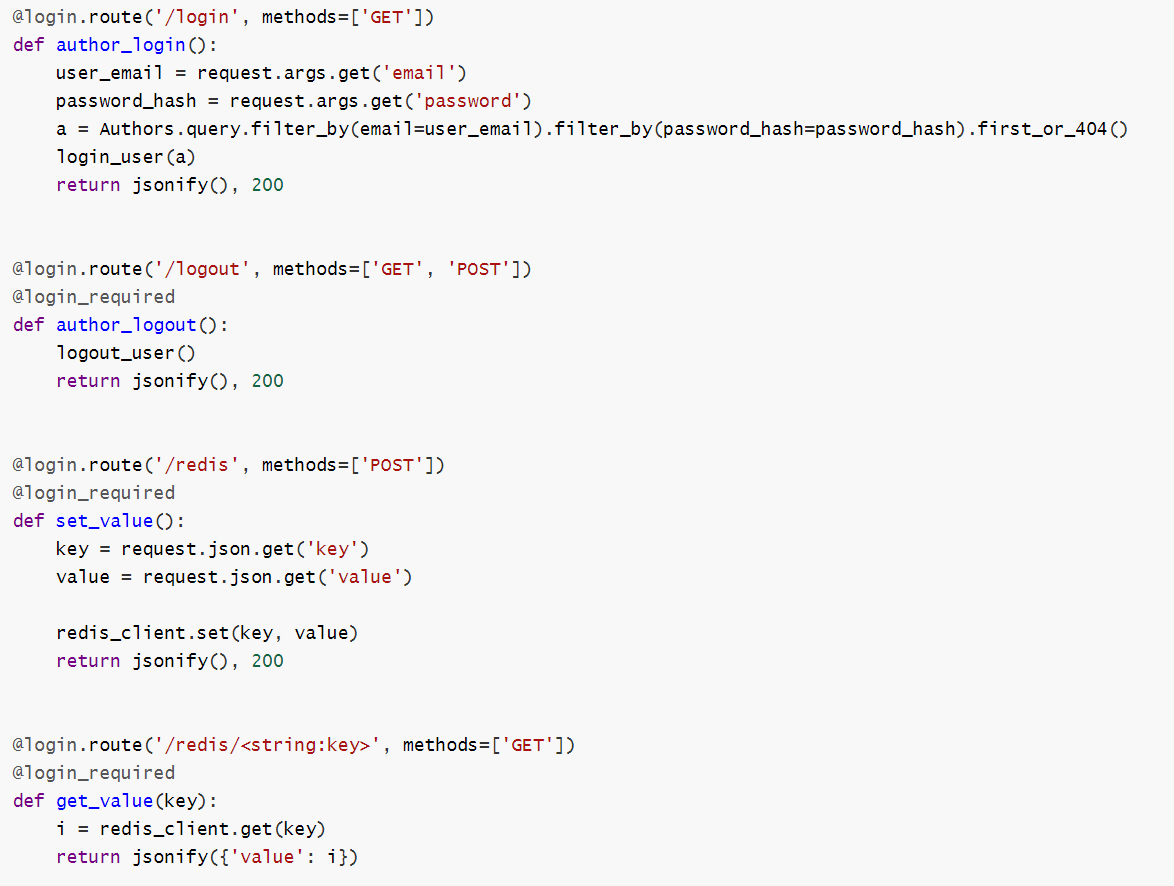 @login.route('/login', methods=['GET'])
def author_login():
    user_email = request.args.get('email')
    password_hash = request.args.get('password')
    a = Authors.query.filter_by(email=user_email).filter_by(password_hash=password_hash).first_or_404()
    login_user(a)
    return jsonify(), 200


@login.route('/logout', methods=['GET', 'POST'])
@login_required
def author_logout():
    logout_user()
    return jsonify(), 200


@login.route('/redis', methods=['POST'])
@login_required
def set_value():
    key = request.json.get('key')
    value = request.json.get('value')

    redis_client.set(key, value)
    return jsonify(), 200


@login.route('/redis/<string:key>', methods=['GET'])
@login_required
def get_value(key):
    i = redis_client.get(key)
    return jsonify({'value': i})